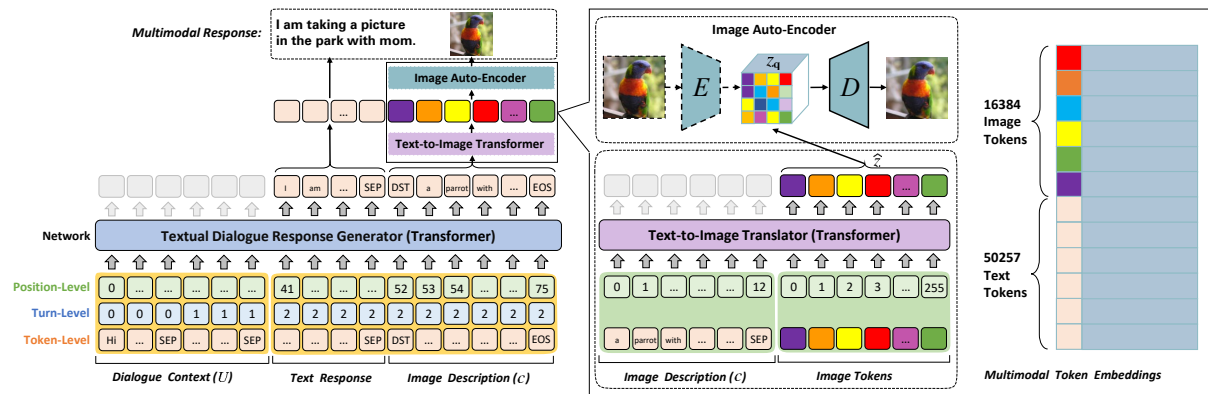 Multimodal Response:
I am taking a picture
in the park with mom.
Image Auto-Encoder
Text-to-Image Transformer
...
...
I
am
...
SEP
DST
a
parrot
with
...
EOS
Network
Textual Dialogue Response Generator (Transformer)
Position-Level
0 ... ... ... ... ... 41 ... ... ... 52 53 54 ... ... 75
Turn-Level
0 0 0 1 1 1 2 2 2 2 2 2 2 2 2 2
Token-Level
Hi ... SEP ... ... SEP ... ... ... SEP DST ... ... ... ... EOS
Dialogue Context (U)
Text Response
Image Description (c)
Image Auto-Encoder
E
z_q
D
ẑ
...
Text-to-Image Translator (Transformer)
0 1 ... ... ... 12 0 1 2 3 ... 255
a parrot with ... ... SEP ...
Image Description (c)
Image Tokens
16384
Image
Tokens
50257
Text
Tokens
Multimodal Token Embeddings